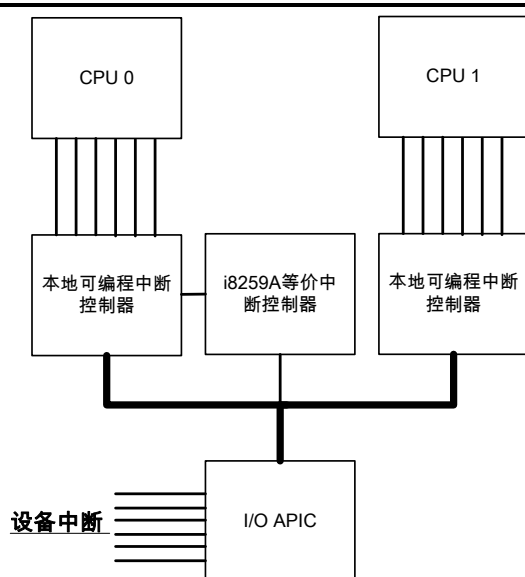 CPU 0
CPU 1
本地可编程中断
控制器
i8259A等价中
断控制器
本地可编程中断
控制器
设备中断
I/O APIC